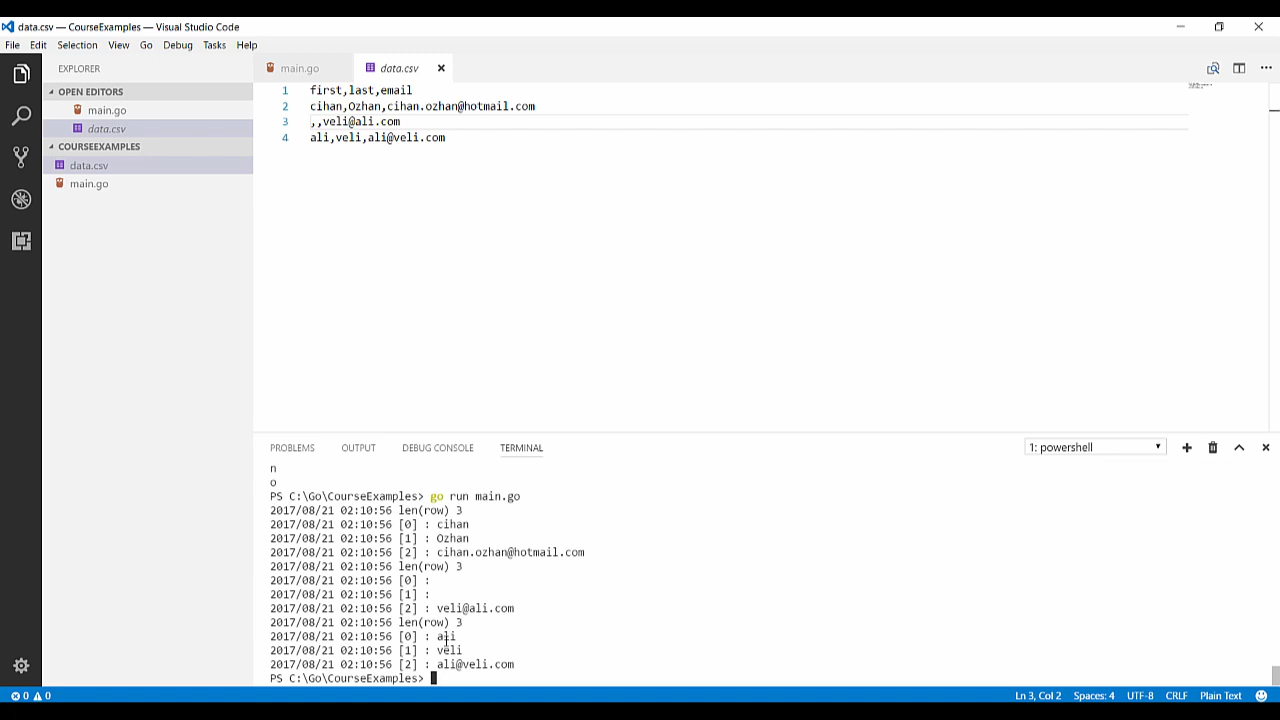 data.csv — CourseExamples — Visual Studio Code
File Edit Selection View Go Debug Tasks Help
EXPLORER
OPEN EDITORS
main.go
data.csv
COURSEEXAMPLES
data.csv
main.go
main.go data.csv
1 first,last,email
2 cihan,Ozhan,cihan.ozhan@hotmail.com
3 ,,veli@ali.com
4 ali,veli,ali@veli.com
PROBLEMS OUTPUT DEBUG CONSOLE TERMINAL 1: powershell
n
o
PS C:\Go\CourseExamples> go run main.go
2017/08/21 02:10:56 len(row) 3
2017/08/21 02:10:56 [0] : cihan
2017/08/21 02:10:56 [1] : Ozhan
2017/08/21 02:10:56 [2] : cihan.ozhan@hotmail.com
2017/08/21 02:10:56 len(row) 3
2017/08/21 02:10:56 [0] :
2017/08/21 02:10:56 [1] :
2017/08/21 02:10:56 [2] : veli@ali.com
2017/08/21 02:10:56 len(row) 3
2017/08/21 02:10:56 [0] : ali
2017/08/21 02:10:56 [1] : veli
2017/08/21 02:10:56 [2] : ali@veli.com
PS C:\Go\CourseExamples>
0 0 Ln 3, Col 2 Spaces: 4 UTF-8 CRLF Plain Text